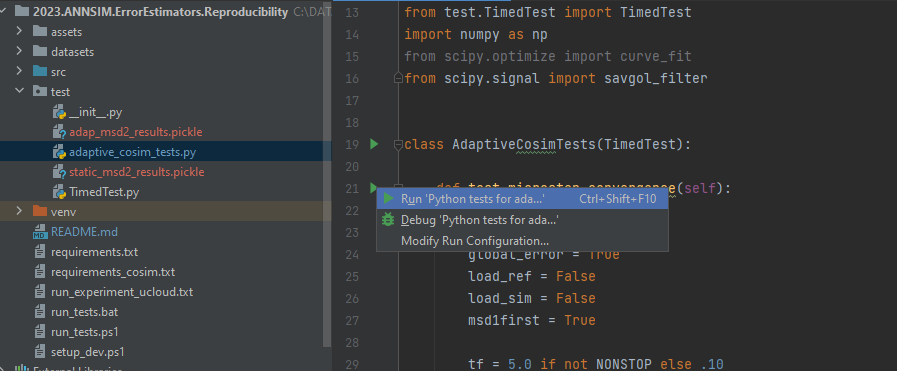 2023.ANNSIM.ErrorEstimators.Reproducibility C:\DAT
assets
datasets
src
test
__init__.py
adap_msd2_results.pickle
adaptive_cosim_tests.py
static_msd2_results.pickle
TimedTest.py
venv
README.md
requirements.txt
requirements_cosim.txt
run_experiment_ucloud.txt
run_tests.bat
run_tests.ps1
setup_dev.ps1
External Libraries
13 from test.TimedTest import TimedTest
14 import numpy as np
15 from scipy.optimize import curve_fit
16 from scipy.signal import savgol_filter
17
18
19 class AdaptiveCosimTests(TimedTest):
20
21 def test_microstep_convergence(self):
22
Run 'Python tests for ada...' Ctrl+Shift+F10
Debug 'Python tests for ada...'
Modify Run Configuration...
24 global_error = True
25 load_ref = False
26 load_sim = False
27 msd1first = True
28
29 tf = 5.0 if not NONSTOP else .10